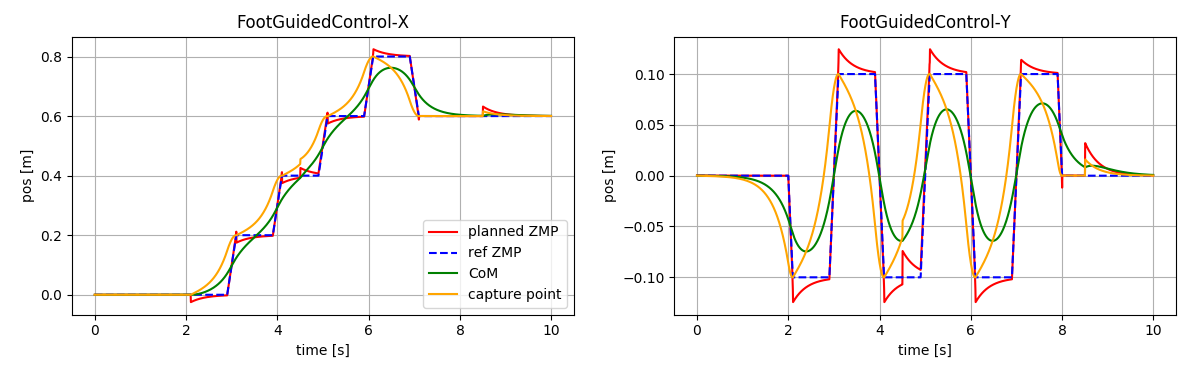 FootGuidedControl-X
pos [m]
0.8
0.6
0.4
0.2
0.0
0 2 4 6 8 10
time [s]
planned ZMP
ref ZMP
CoM
capture point
FootGuidedControl-Y
pos [m]
0.10
0.05
0.00
−0.05
−0.10
0 2 4 6 8 10
time [s]